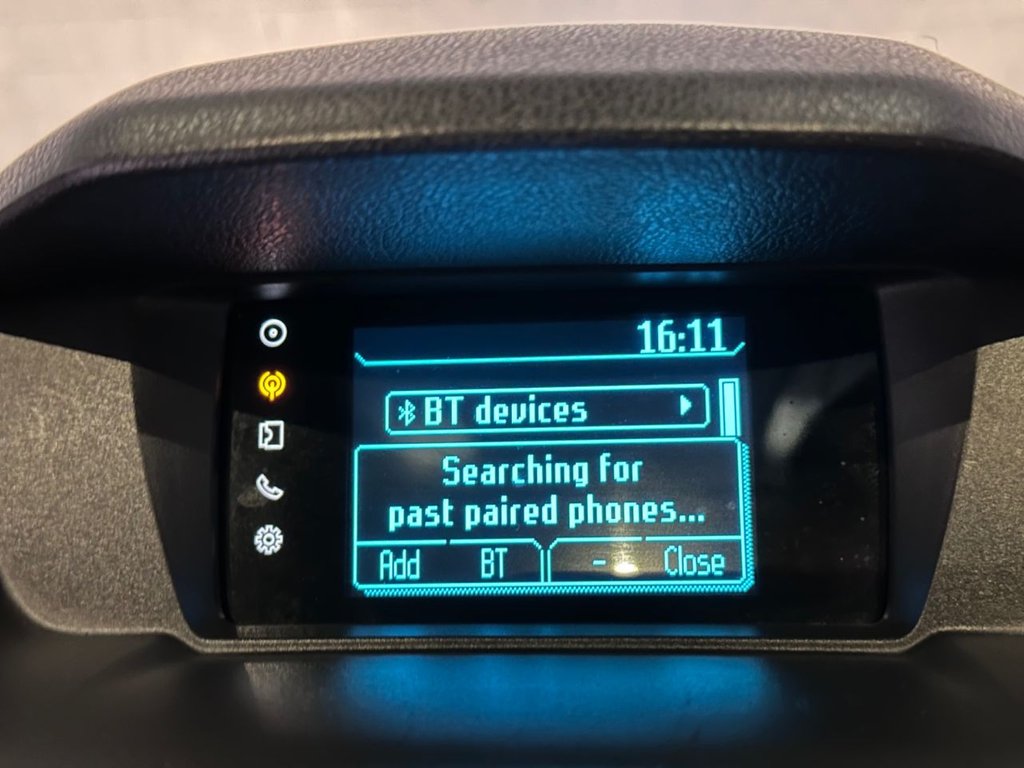 16:11
BT devices
Searching for
past paired phones...
Add BT - Close